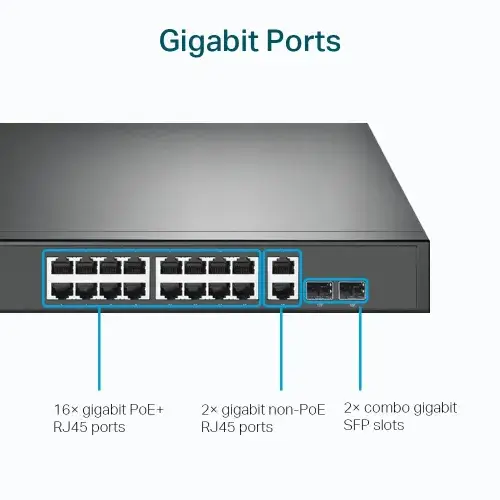 Gigabit Ports
16× gigabit PoE+
RJ45 ports
2× gigabit non-PoE
RJ45 ports
2× combo gigabit
SFP slots